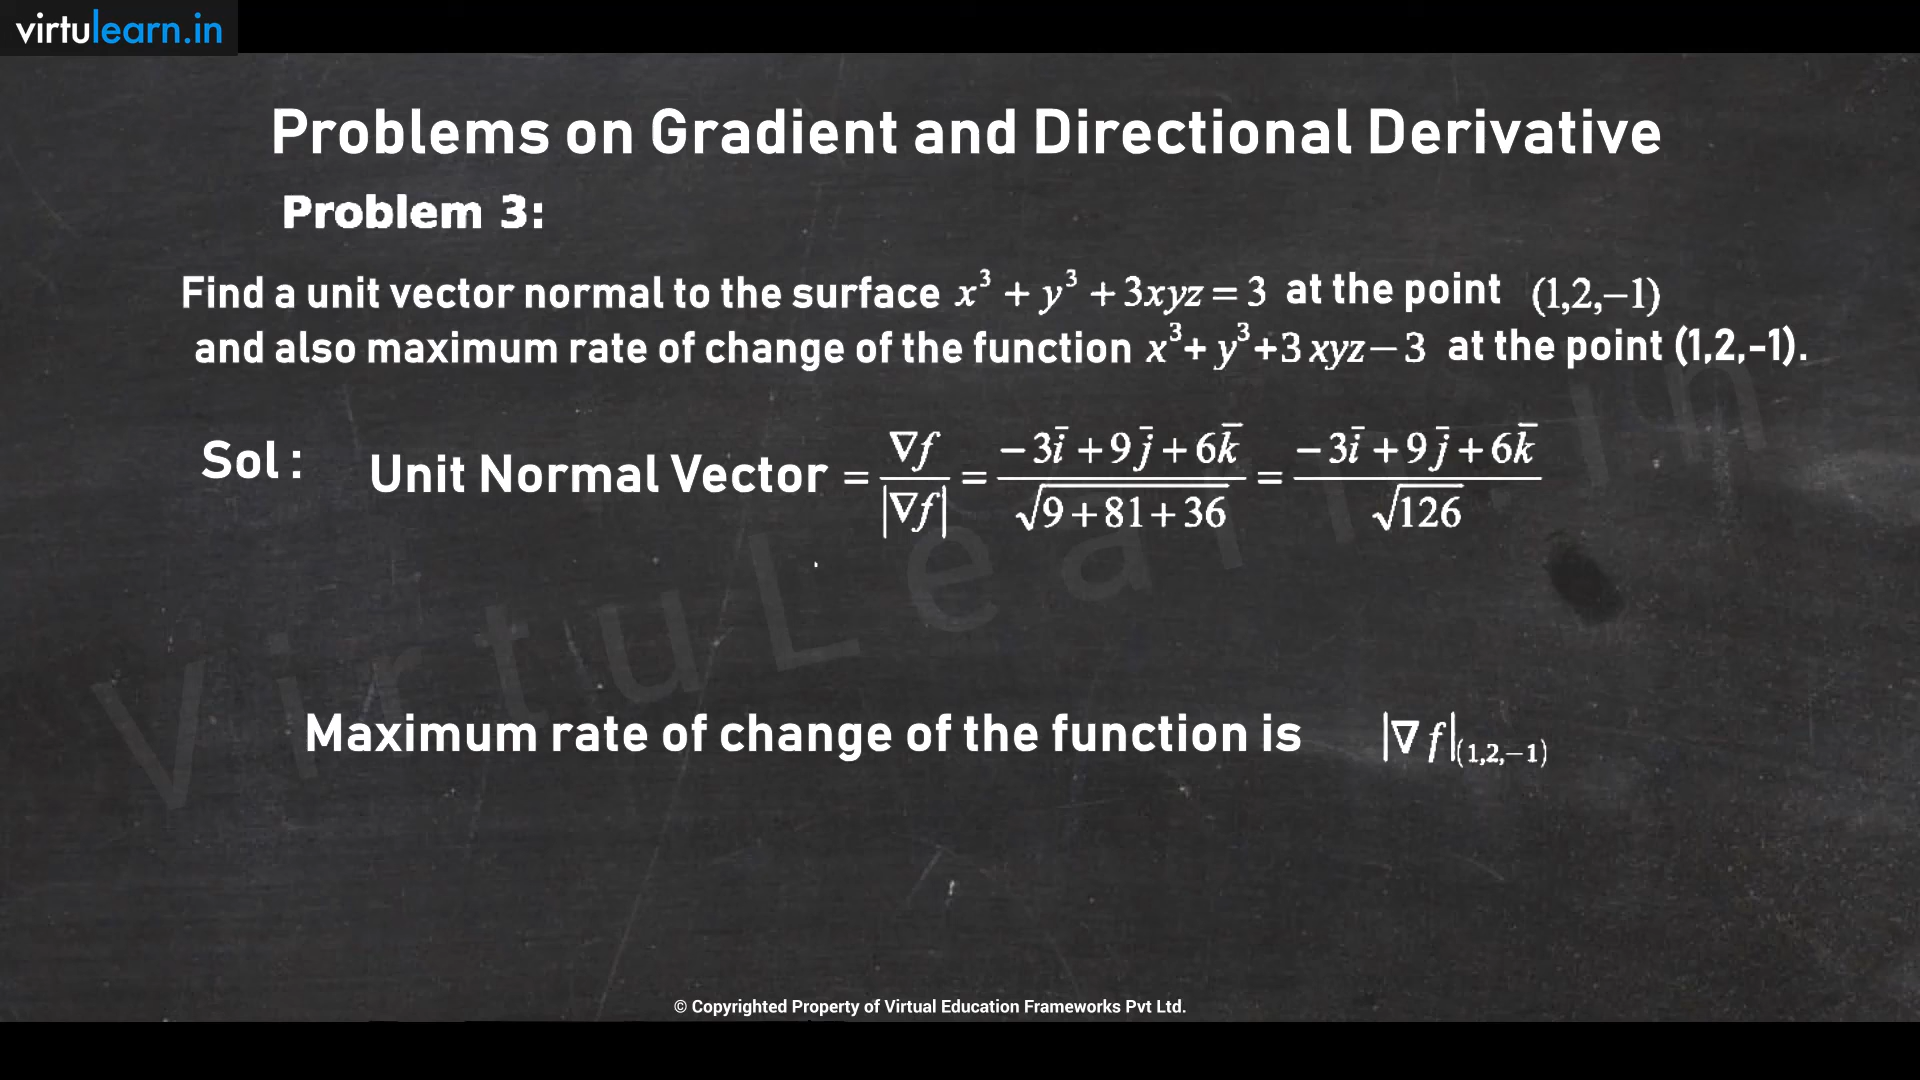 virtulearn.in
Problems on Gradient and Directional Derivative
Problem 3:
Find a unit vector normal to the surface x³ + y³ + 3xyz = 3 at the point (1,2,−1)
and also maximum rate of change of the function x³+ y³+3 xyz − 3 at the point (1,2,-1).
Sol : Unit Normal Vector = ∇f / |∇f| = (−3i̅ + 9j̅ + 6k̅) / √(9 + 81 + 36) = (−3i̅ + 9j̅ + 6k̅) / √126
VirtuLearn.in
Maximum rate of change of the function is |∇ f|(1,2,−1)
© Copyrighted Property of Virtual Education Frameworks Pvt Ltd.